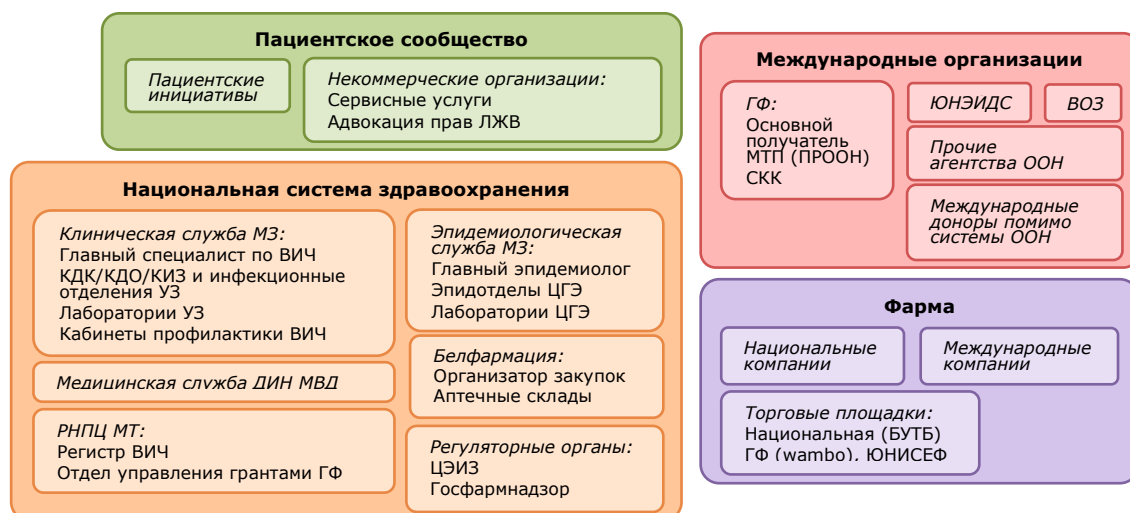 Пациентское сообщество
Пациентские
инициативы
Некоммерческие организации:
Сервисные услуги
Адвокация прав ЛЖВ
Национальная система здравоохранения
Клиническая служба МЗ:
Главный специалист по ВИЧ
КДК/КДО/КИЗ и инфекционные
отделения УЗ
Лаборатории УЗ
Кабинеты профилактики ВИЧ
Медицинская служба ДИН МВД
РНПЦ МТ:
Регистр ВИЧ
Отдел управления грантами ГФ
Эпидемиологическая
служба МЗ:
Главный эпидемиолог
Эпидотделы ЦГЭ
Лаборатории ЦГЭ
Белфармация:
Организатор закупок
Аптечные склады
Регуляторные органы:
ЦЭИЗ
Госфармнадзор
Международные организации
ГФ:
Основной
получатель
МТП (ПРООН)
СКК
ЮНЭИДС
ВОЗ
Прочие
агентства ООН
Международные
доноры помимо
системы ООН
Фарма
Национальные
компании
Международные
компании
Торговые площадки:
Национальная (БУТБ)
ГФ (wambo), ЮНИСЕФ